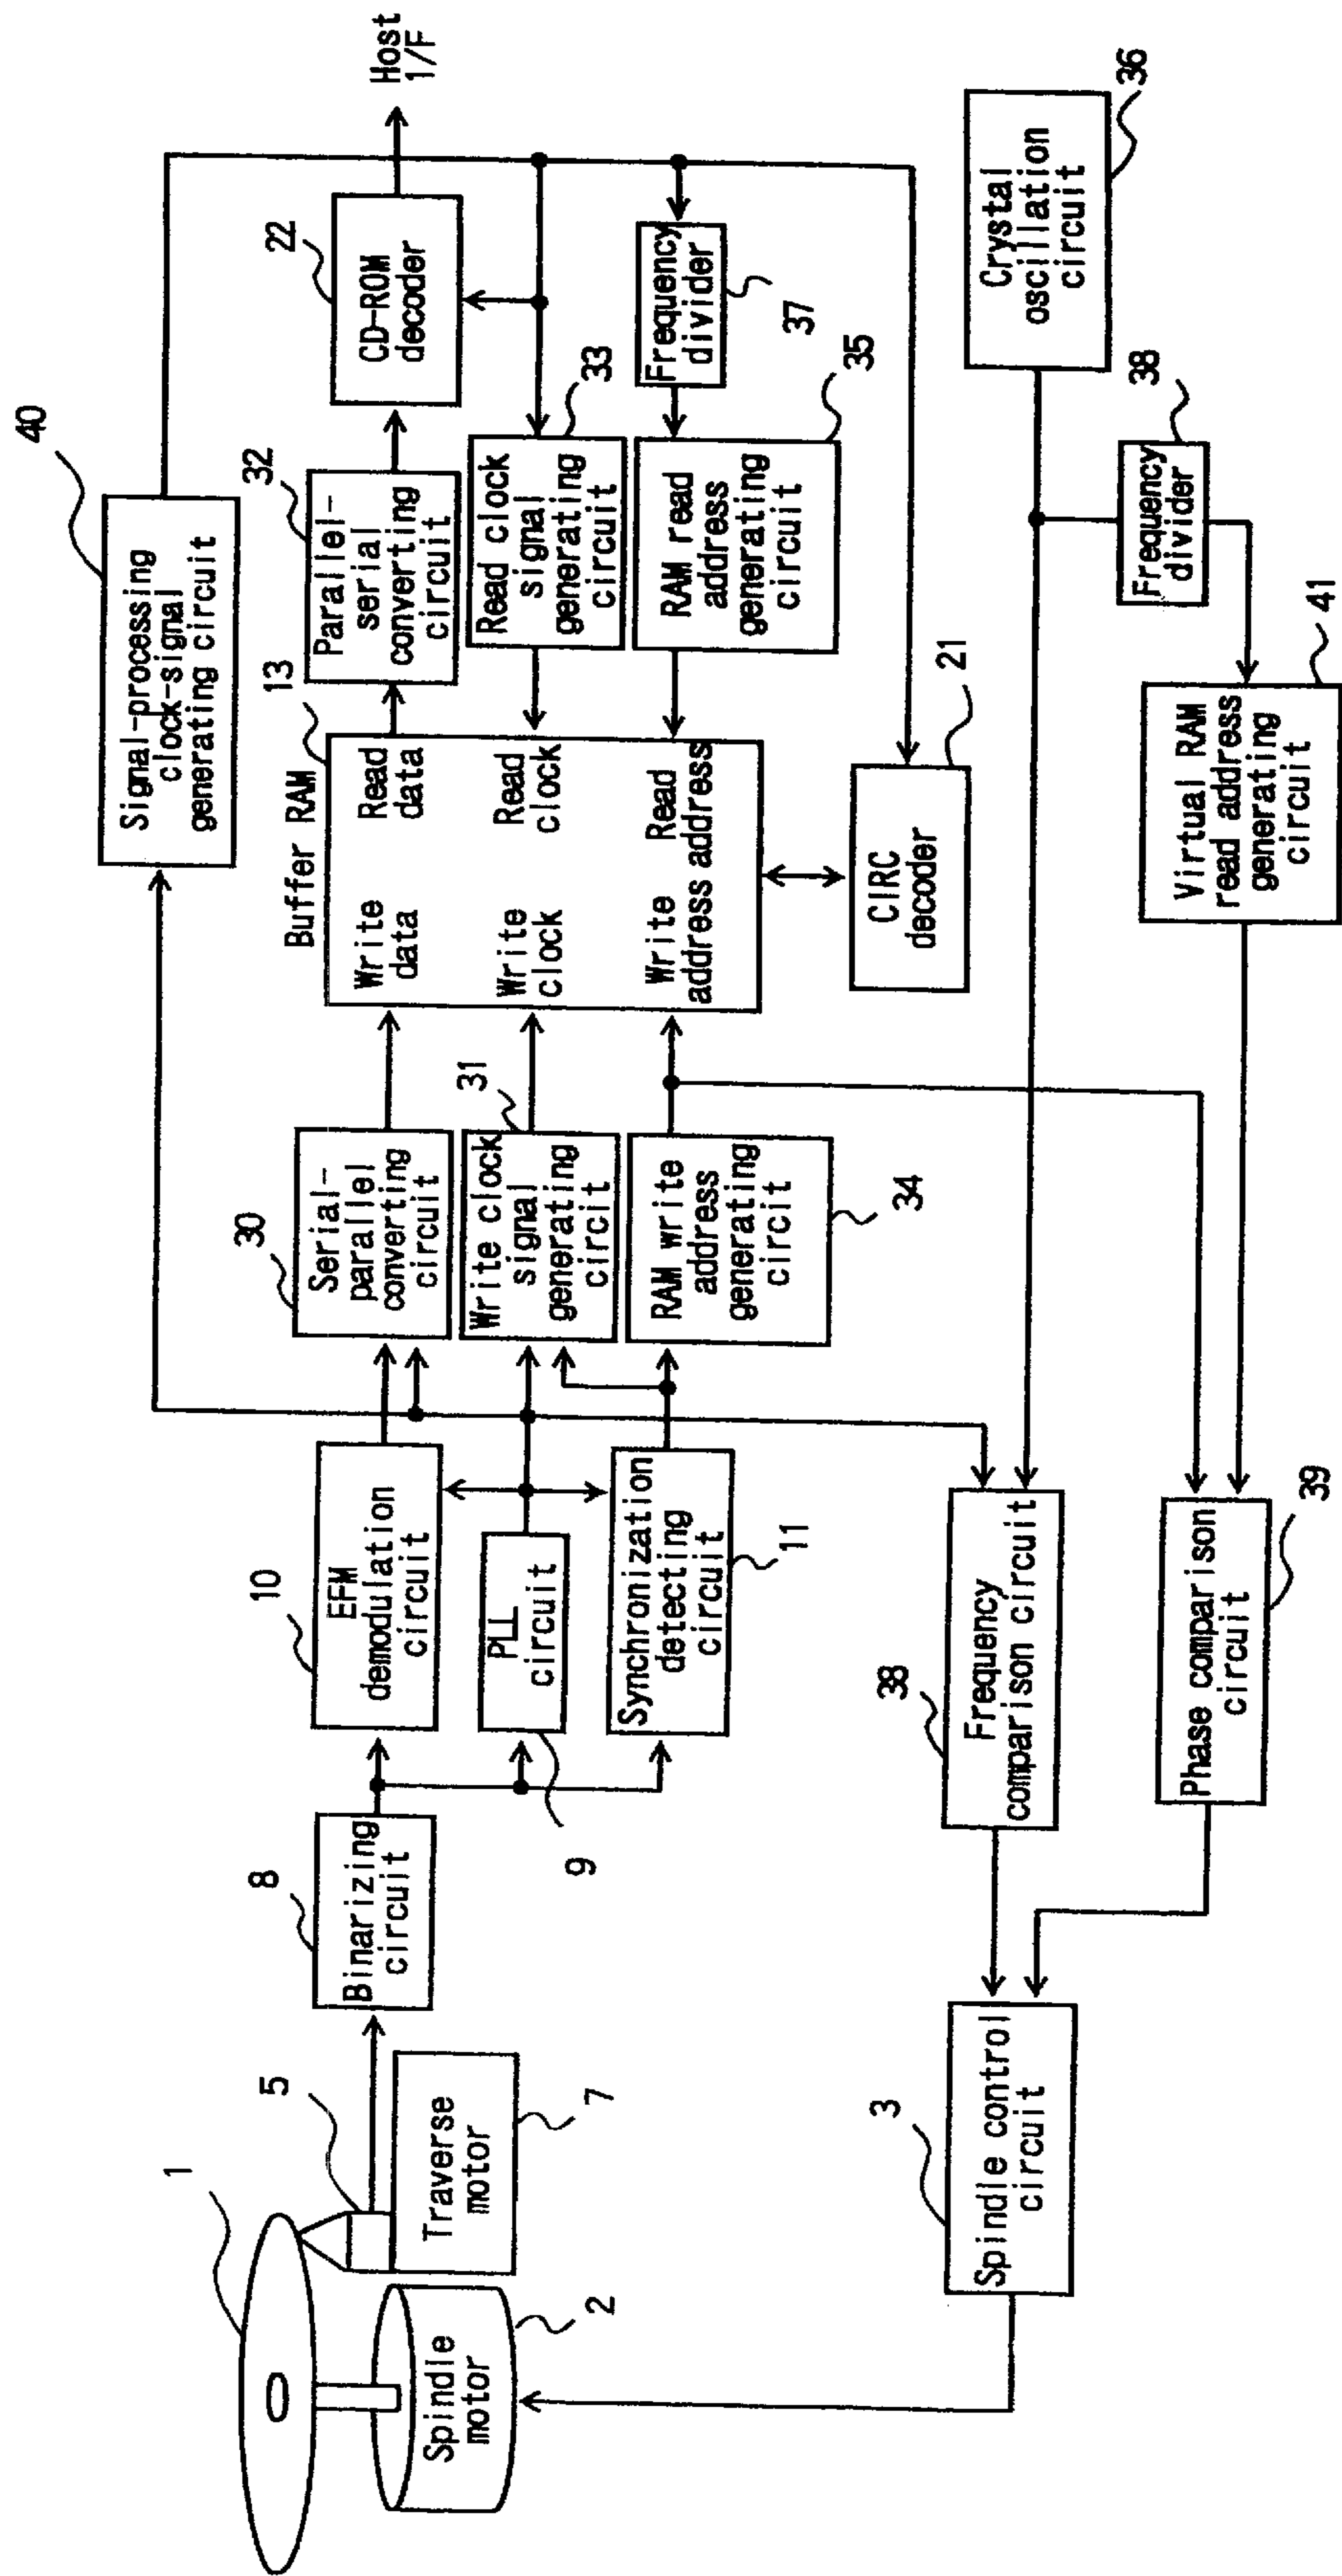 40
Signal-processing
clock-signal
generating circuit
Host
1/F
22
CD-ROM
decoder
32
Parallel-
serial
converting
circuit
33
Read clock
signal
generating
circuit
Frequency
divider
37
RAM read
address
generating
circuit
35
13
Buffer RAM
Write
data
Read
data
Write
clock
Read
clock
Write
address
Read
address
CIRC
decoder
21
30
Serial-
parallel
converting
circuit
31
Write clock
signal
generating
circit
RAM write
address
generating
circit
34
10
EFM
demodulation
circuit
PLL
circuit
9
Synchronization
detecting
circuit
11
8
Binarizing
circuit
1
5
Traverse
motor
7
Spindle
motor
2
3
Spindle control
circuit
38
Frequency
comparison circuit
Phase comparison
circuit
39
Crystal
oscillation
circuit
36
Frequency
divider
38
Virtual RAM
read address
generating
circuit
41